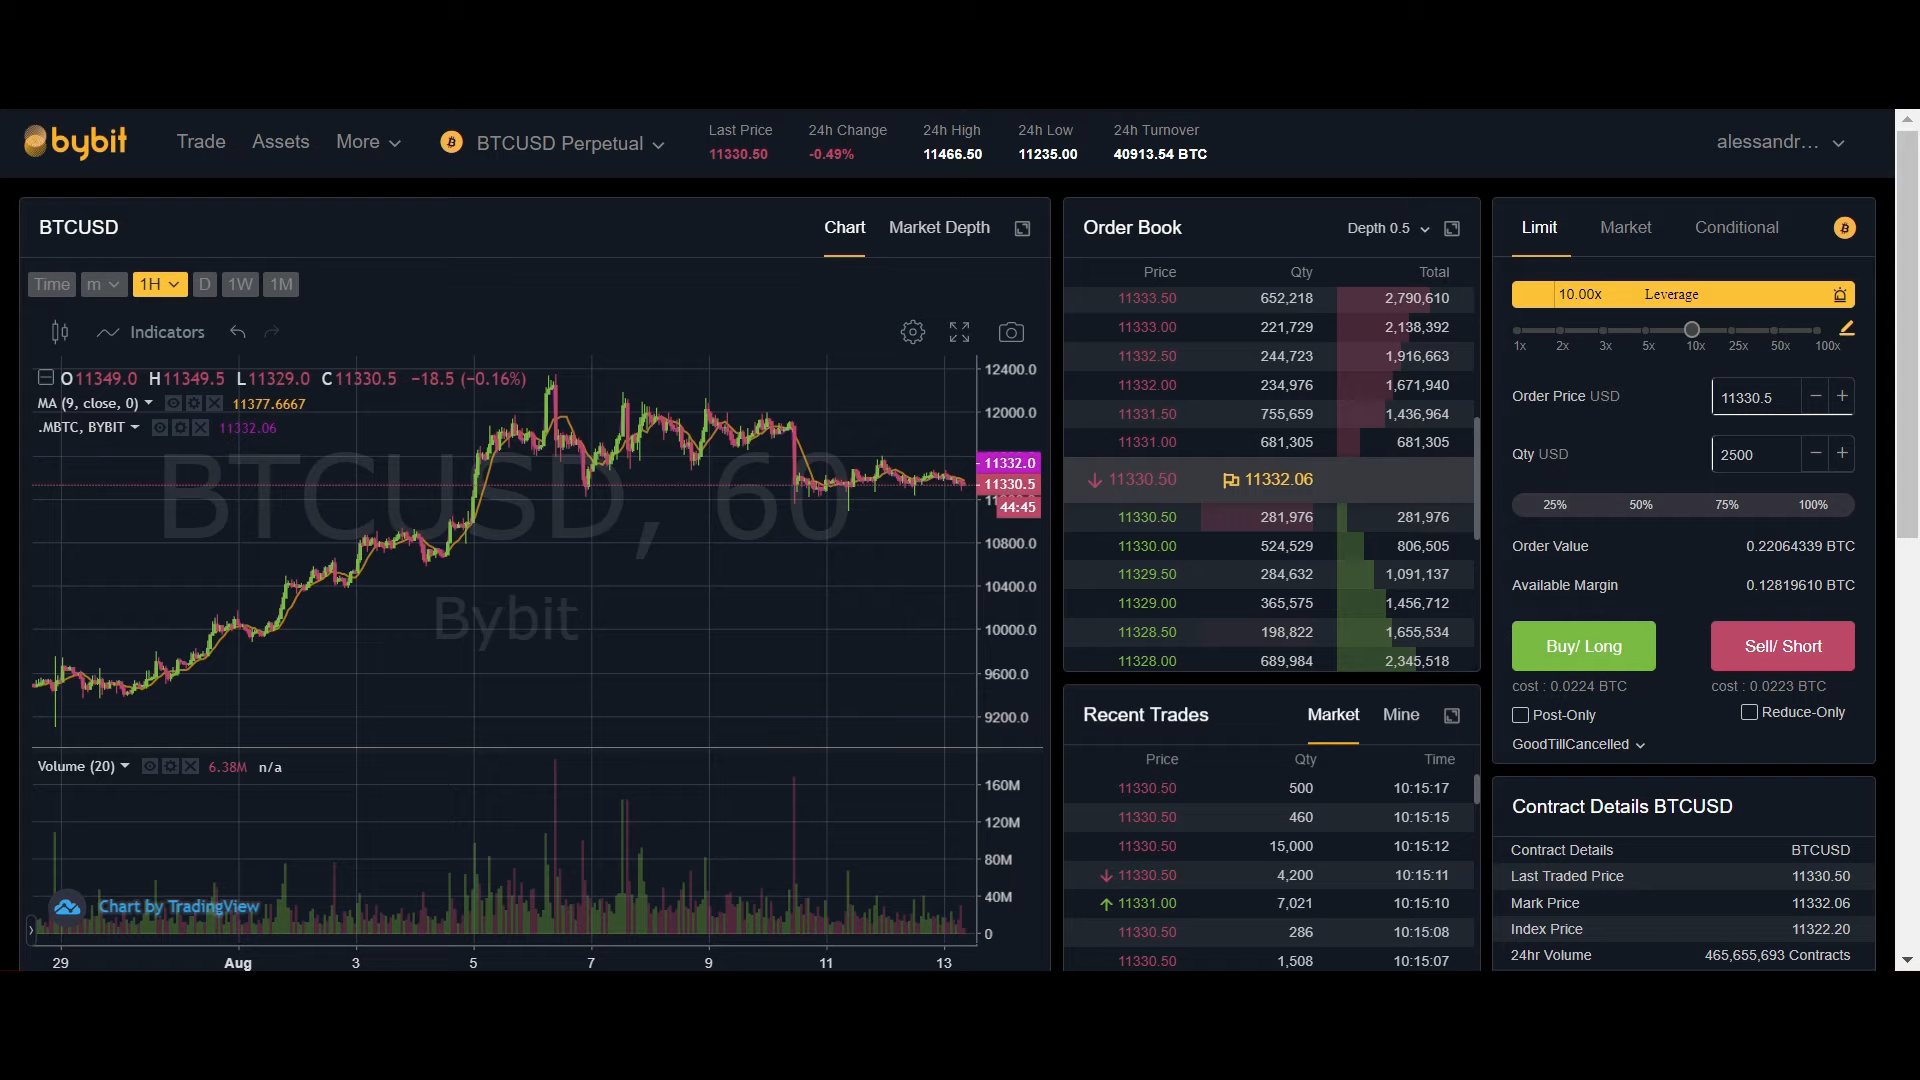 bybit Trade Assets More BTCUSD Perpetual alessandr...
Last Price 24h Change 24h High 24h Low 24h Turnover
11330.50 -0.49% 11466.50 11235.00 40913.54 BTC
BTCUSD Chart Market Depth
Time m 1H D 1W 1M
Indicators
O11349.0 H11349.5 L11329.0 C11330.5 −18.5 (−0.16%)
MA (9, close, 0) 11377.6667
.MBTC, BYBIT 11332.06
BTCUSD, 60
Bybit
12400.0
12000.0
11332.0
11330.5
44:45
10800.0
10400.0
10000.0
9600.0
9200.0
Volume (20) 6.38M n/a
160M
120M
80M
40M
0
Chart by TradingView
29 Aug 3 5 7 9 11 13
Order Book Depth 0.5
Price Qty Total
11333.50 652,218 2,790,610
11333.00 221,729 2,138,392
11332.50 244,723 1,916,663
11332.00 234,976 1,671,940
11331.50 755,659 1,436,964
11331.00 681,305 681,305
11330.50 11332.06
11330.50 281,976 281,976
11330.00 524,529 806,505
11329.50 284,632 1,091,137
11329.00 365,575 1,456,712
11328.50 198,822 1,655,534
11328.00 689,984 2,345,518
Recent Trades Market Mine
Price Qty Time
11330.50 500 10:15:17
11330.50 460 10:15:15
11330.50 15,000 10:15:12
11330.50 4,200 10:15:11
11331.00 7,021 10:15:10
11330.50 286 10:15:08
11330.50 1,508 10:15:07
Limit Market Conditional
10.00x Leverage
1x 2x 3x 5x 10x 25x 50x 100x
Order Price USD 11330.5 − +
Qty USD 2500 − +
25% 50% 75% 100%
Order Value 0.22064339 BTC
Available Margin 0.12819610 BTC
Buy/ Long Sell/ Short
cost : 0.0224 BTC cost : 0.0223 BTC
Post-Only Reduce-Only
GoodTillCancelled
Contract Details BTCUSD
Contract Details BTCUSD
Last Traded Price 11330.50
Mark Price 11332.06
Index Price 11322.20
24hr Volume 465,655,693 Contracts